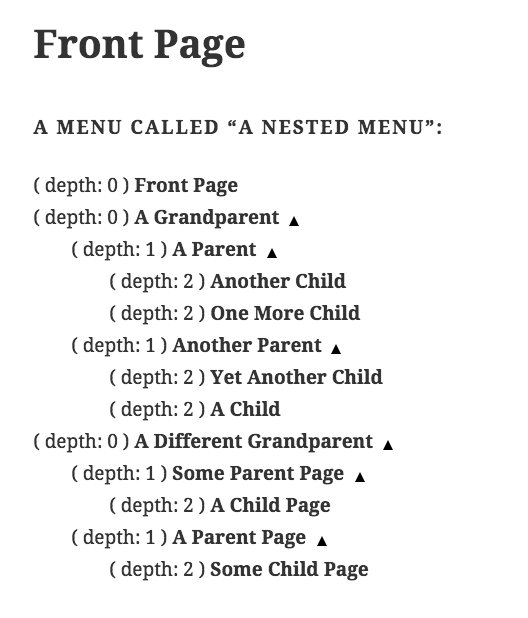 Front Page
A MENU CALLED “A NESTED MENU”:
( depth: 0 ) Front Page
( depth: 0 ) A Grandparent ▲
( depth: 1 ) A Parent ▲
( depth: 2 ) Another Child
( depth: 2 ) One More Child
( depth: 1 ) Another Parent ▲
( depth: 2 ) Yet Another Child
( depth: 2 ) A Child
( depth: 0 ) A Different Grandparent ▲
( depth: 1 ) Some Parent Page ▲
( depth: 2 ) A Child Page
( depth: 1 ) A Parent Page ▲
( depth: 2 ) Some Child Page